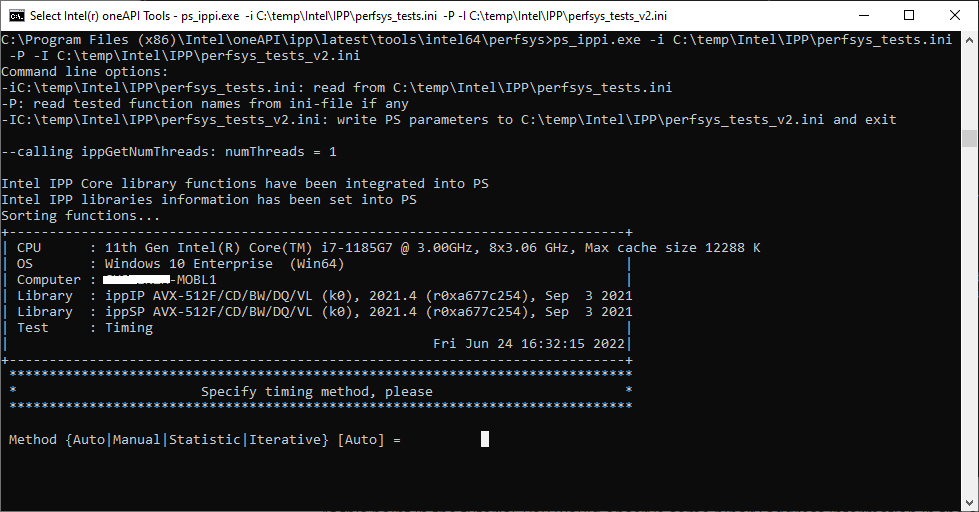 Select Intel(r) oneAPI Tools - ps_ippi.exe -i C:\temp\Intel\IPP\perfsys_tests.ini -P -I C:\temp\Intel\IPP\perfsys_tests_v2.ini
C:\Program Files (x86)\Intel\oneAPI\ipp\latest\tools\intel64\perfsys>ps_ippi.exe -i C:\temp\Intel\IPP\perfsys_tests.ini
-P -I C:\temp\Intel\IPP\perfsys_tests_v2.ini
Command line options:
-iC:\temp\Intel\IPP\perfsys_tests.ini: read from C:\temp\Intel\IPP\perfsys_tests.ini
-P: read tested function names from ini-file if any
-IC:\temp\Intel\IPP\perfsys_tests_v2.ini: write PS parameters to C:\temp\Intel\IPP\perfsys_tests_v2.ini and exit
--calling ippGetNumThreads: numThreads = 1
Intel IPP Core library functions have been integrated into PS
Intel IPP libraries information has been set into PS
Sorting functions...
+-----------------------------------------------------------------------------+
| CPU      : 11th Gen Intel(R) Core(TM) i7-1185G7 @ 3.00GHz, 8x3.06 GHz, Max cache size 12288 K
| OS       : Windows 10 Enterprise  (Win64)                                   |
| Computer : -MOBL1                                                           |
| Library  : ippIP AVX-512F/CD/BW/DQ/VL (k0), 2021.4 (r0xa677c254), Sep  3 2021
| Library  : ippSP AVX-512F/CD/BW/DQ/VL (k0), 2021.4 (r0xa677c254), Sep  3 2021
| Test     : Timing                                                           |
|                                                     Fri Jun 24 16:32:15 2022|
+-----------------------------------------------------------------------------+
******************************************************************************
*                       Specify timing method, please                        *
******************************************************************************
Method {Auto|Manual|Statistic|Iterative} [Auto] =